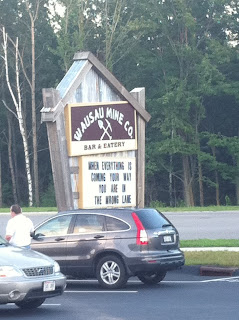 WAUSAU MINE CO.
BAR & EATERY
WHEN EVERYTHING IS
COMING YOUR WAY
YOU ARE IN
THE WRONG LANE